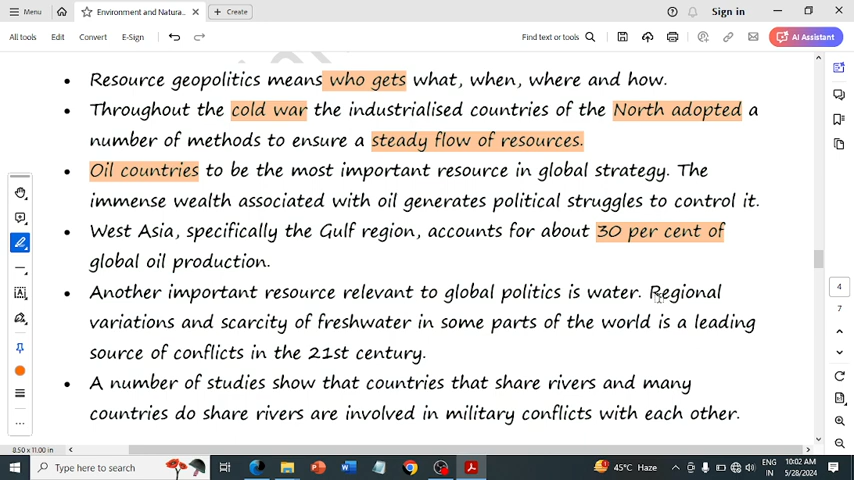 Menu
Environment and Natura...
Create
Sign in
All tools Edit Convert E-Sign
Find text or tools
AI Assistant
• Resource geopolitics means who gets what, when, where and how.
• Throughout the cold war the industrialised countries of the North adopted a
number of methods to ensure a steady flow of resources.
• Oil countries to be the most important resource in global strategy. The
immense wealth associated with oil generates political struggles to control it.
• West Asia, specifically the Gulf region, accounts for about 30 per cent of
global oil production.
• Another important resource relevant to global politics is water. Regional
variations and scarcity of freshwater in some parts of the world is a leading
source of conflicts in the 21st century.
• A number of studies show that countries that share rivers and many
countries do share rivers are involved in military conflicts with each other.
4
7
8.50 x 11.00 in
Type here to search
45°C Haze
ENG
IN
10:02 AM
5/28/2024